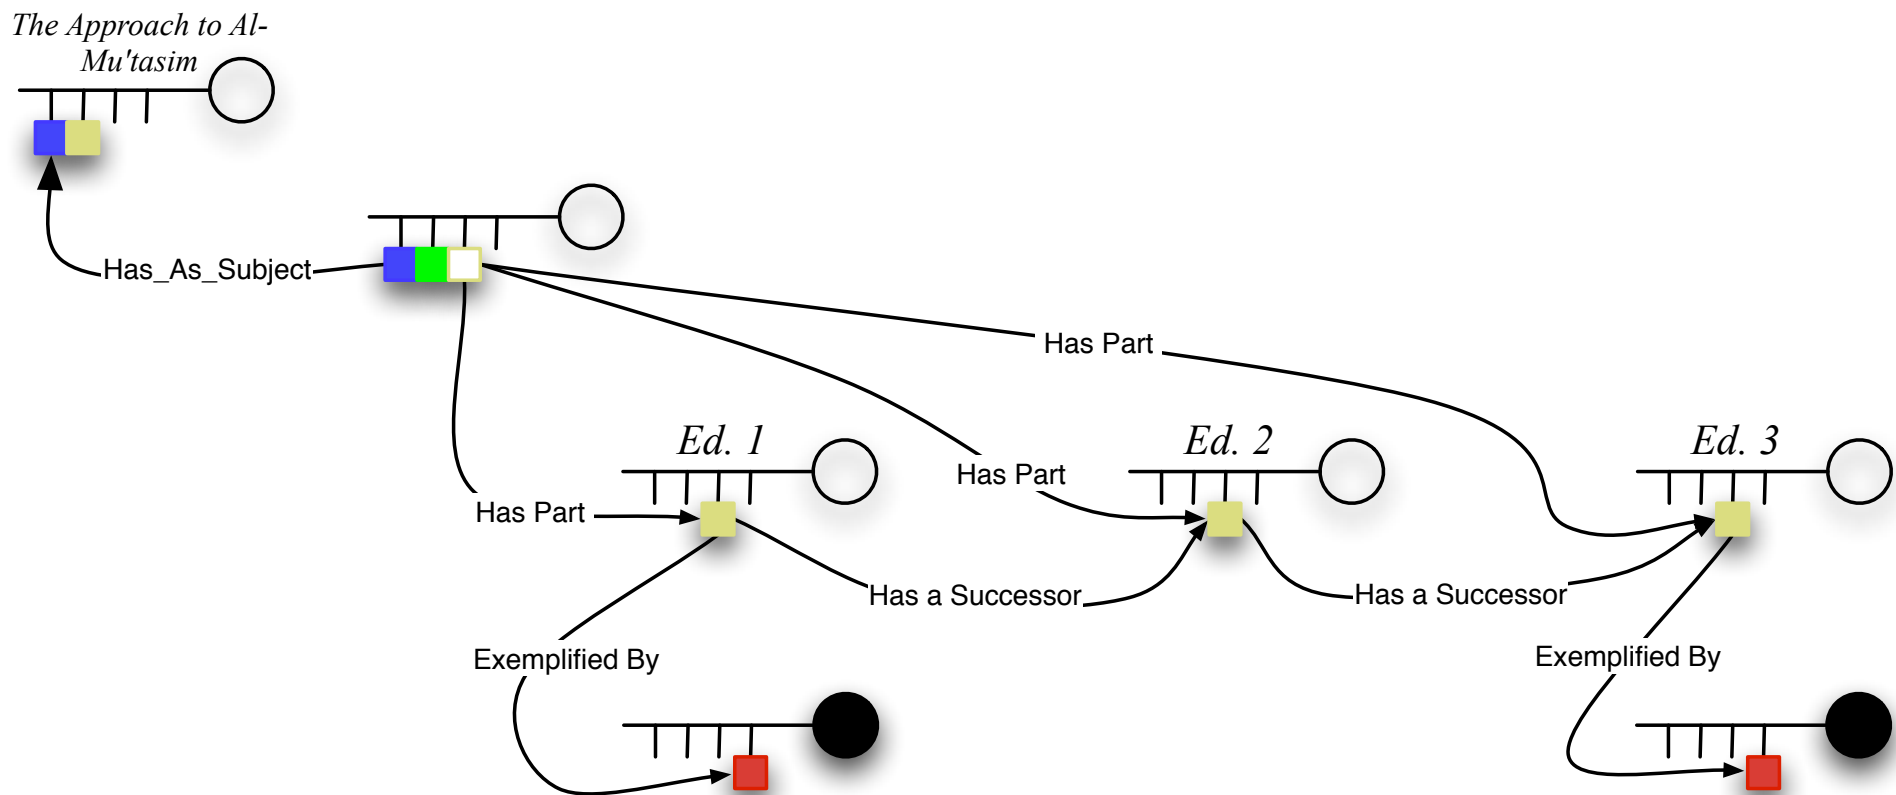 The Approach to Al-
Mu'tasim
Has_As_Subject
Has Part
Ed. 1
Ed. 2
Ed. 3
Has Part
Has Part
Has a Successor
Has a Successor
Exemplified By
Exemplified By